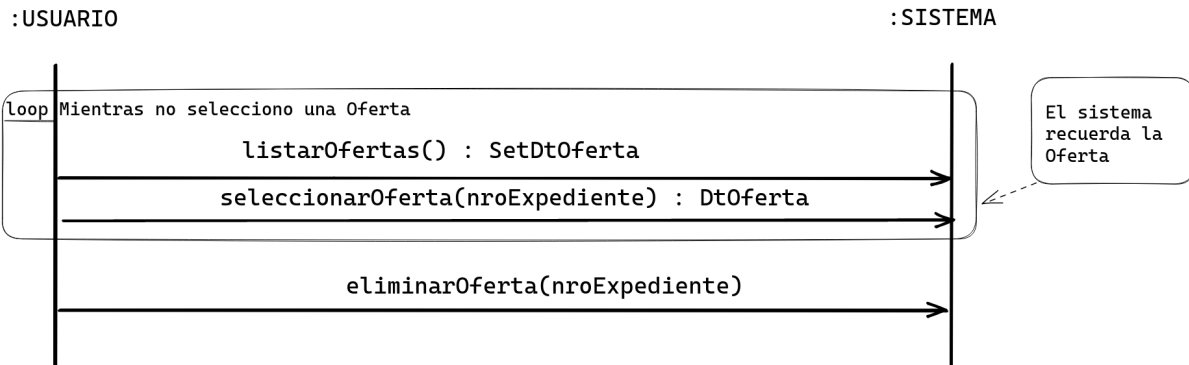 :USUARIO
:SISTEMA
loop Mientras no selecciono una Oferta
listarOfertas() : SetDtOferta
seleccionarOferta(nroExpediente) : DtOferta
eliminarOferta(nroExpediente)
El sistema
recuerda la
Oferta